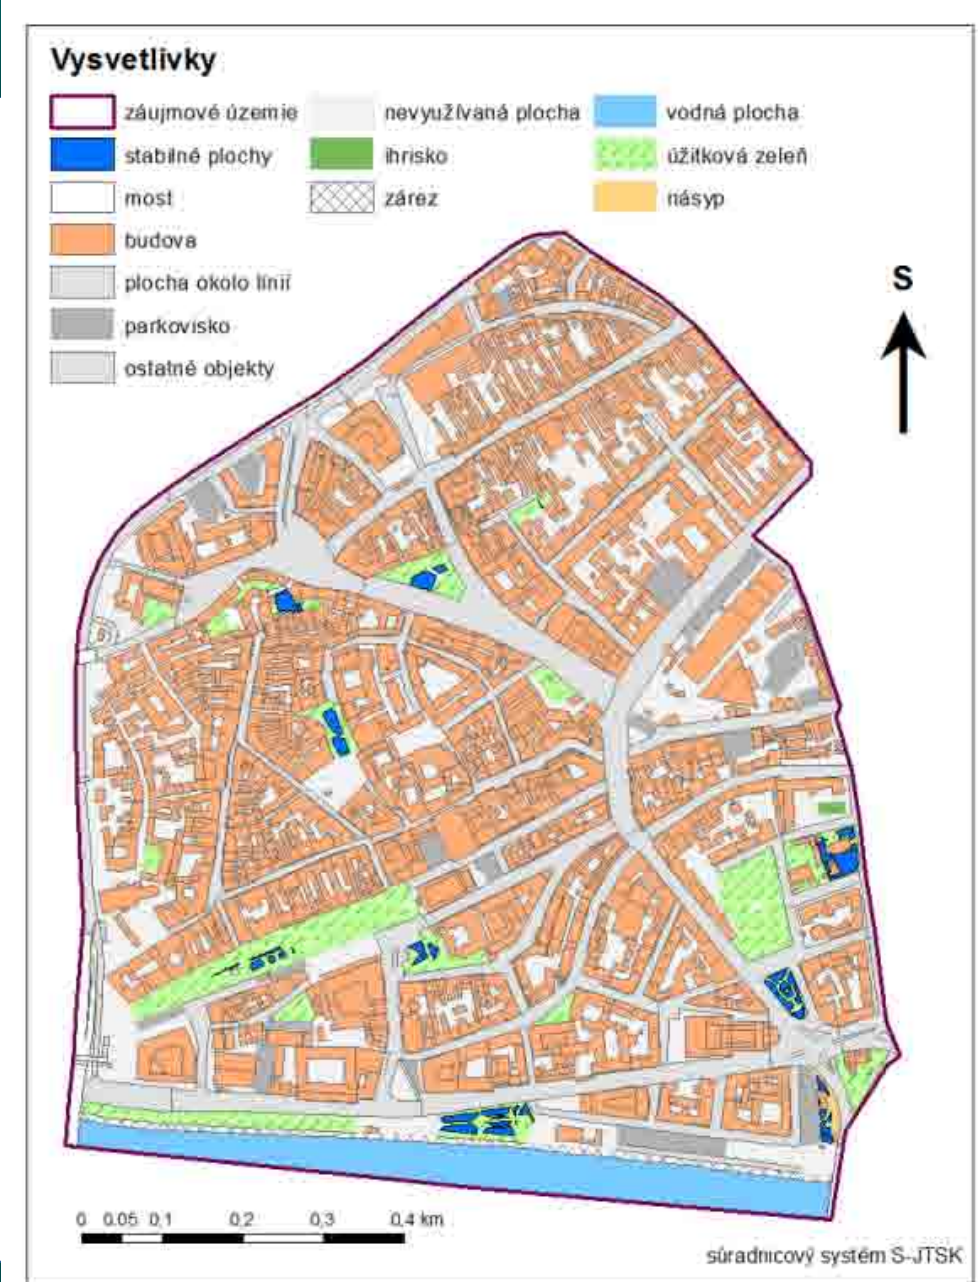 Vysvetlivky
záujmové územie
stabilné plochy
most
budova
plocha okolo línií
parkovisko
ostatné objekty
nevyužívaná plocha
ihrisko
zárez
vodná plocha
úžitková zeleň
násyp
S
0 0.05 0,1 0,2 0,3 0,4 km
súradnicový systém S-JTSK